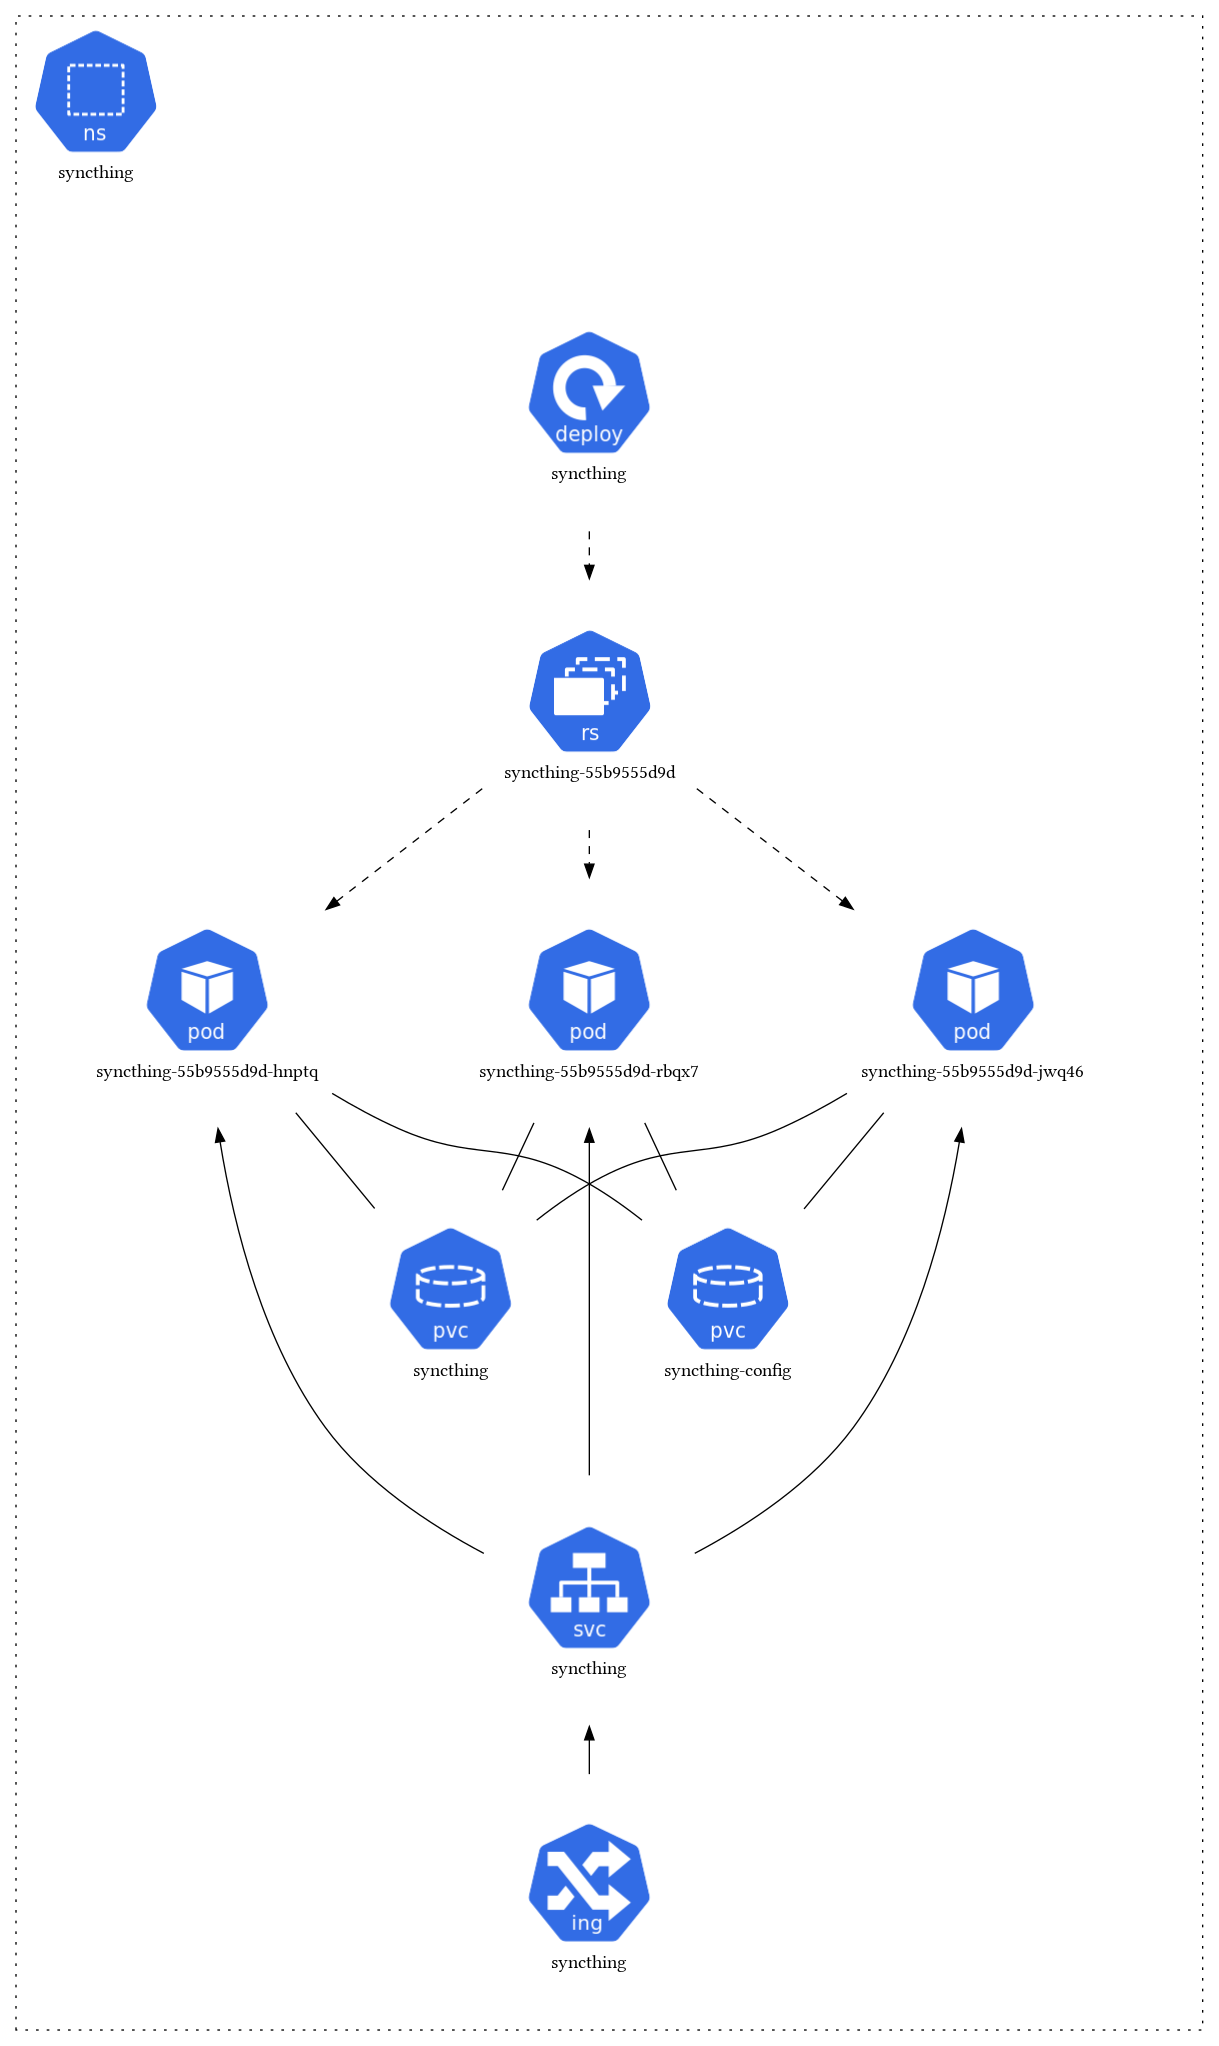 ns
syncthing
deploy
syncthing
rs
syncthing-55b9555d9d
pod
syncthing-55b9555d9d-hnptq
pod
syncthing-55b9555d9d-rbqx7
pod
syncthing-55b9555d9d-jwq46
pvc
syncthing
pvc
syncthing-config
svc
syncthing
ing
syncthing